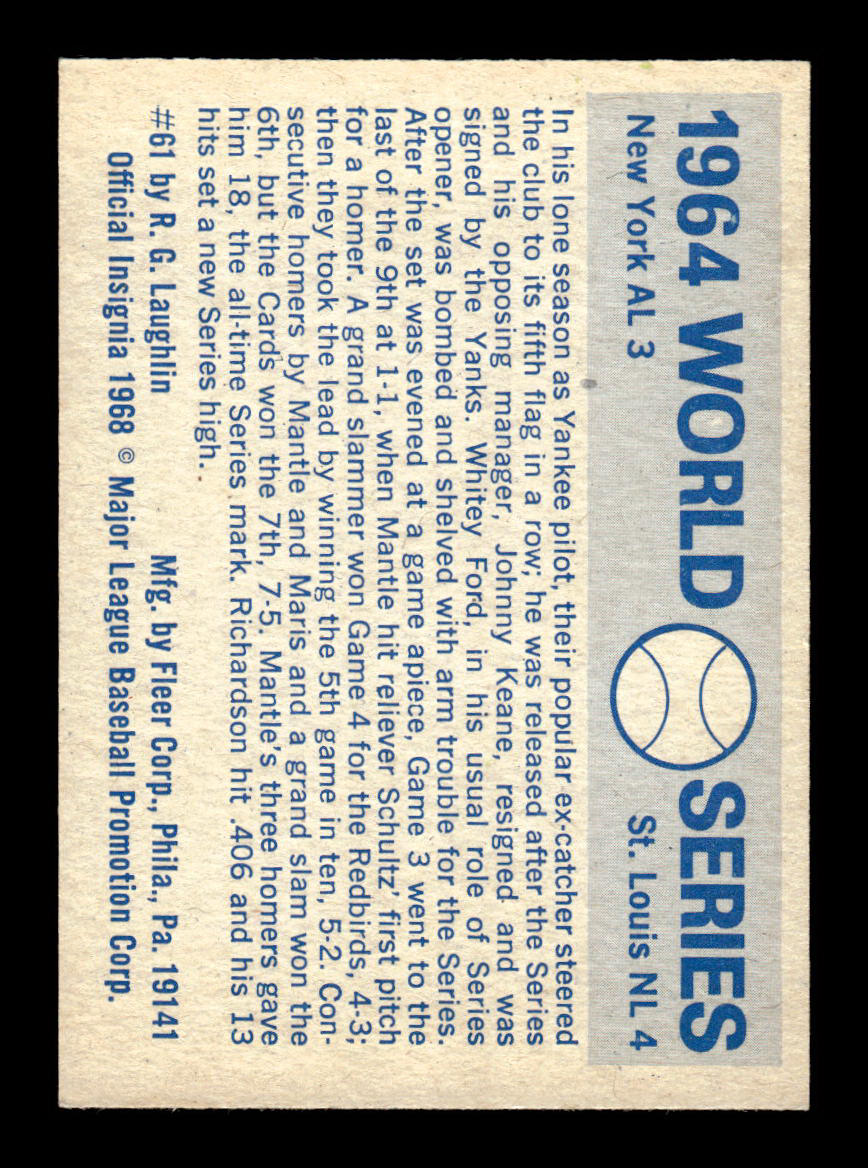 1964 WORLD SERIES
New York AL 3 St. Louis NL 4
In his lone season as Yankee pilot, their popular ex-catcher steered
the club to its fifth flag in a row; he was released after the Series
and his opposing manager, Johnny Keane, resigned and was
signed by the Yanks. Whitey Ford, in his usual role of Series
opener, was bombed and shelved with arm trouble for the Series.
After the set was evened at a game apiece, Game 3 went to the
last of the 9th at 1-1, when Mantle hit reliever Schultz' first pitch
for a homer. A grand slammer won Game 4 for the Redbirds, 4-3;
then they took the lead by winning the 5th game in ten, 5-2. Con-
secutive homers by Mantle and Maris and a grand slam won the
6th, but the Cards won the 7th, 7-5. Mantle's three homers gave
him 18, the all-time Series mark. Richardson hit .406 and his 13
hits set a new Series high.
#61 by R. G. Laughlin Mfg. by Fleer Corp., Phila., Pa. 19141
Official Insignia 1968 © Major League Baseball Promotion Corp.